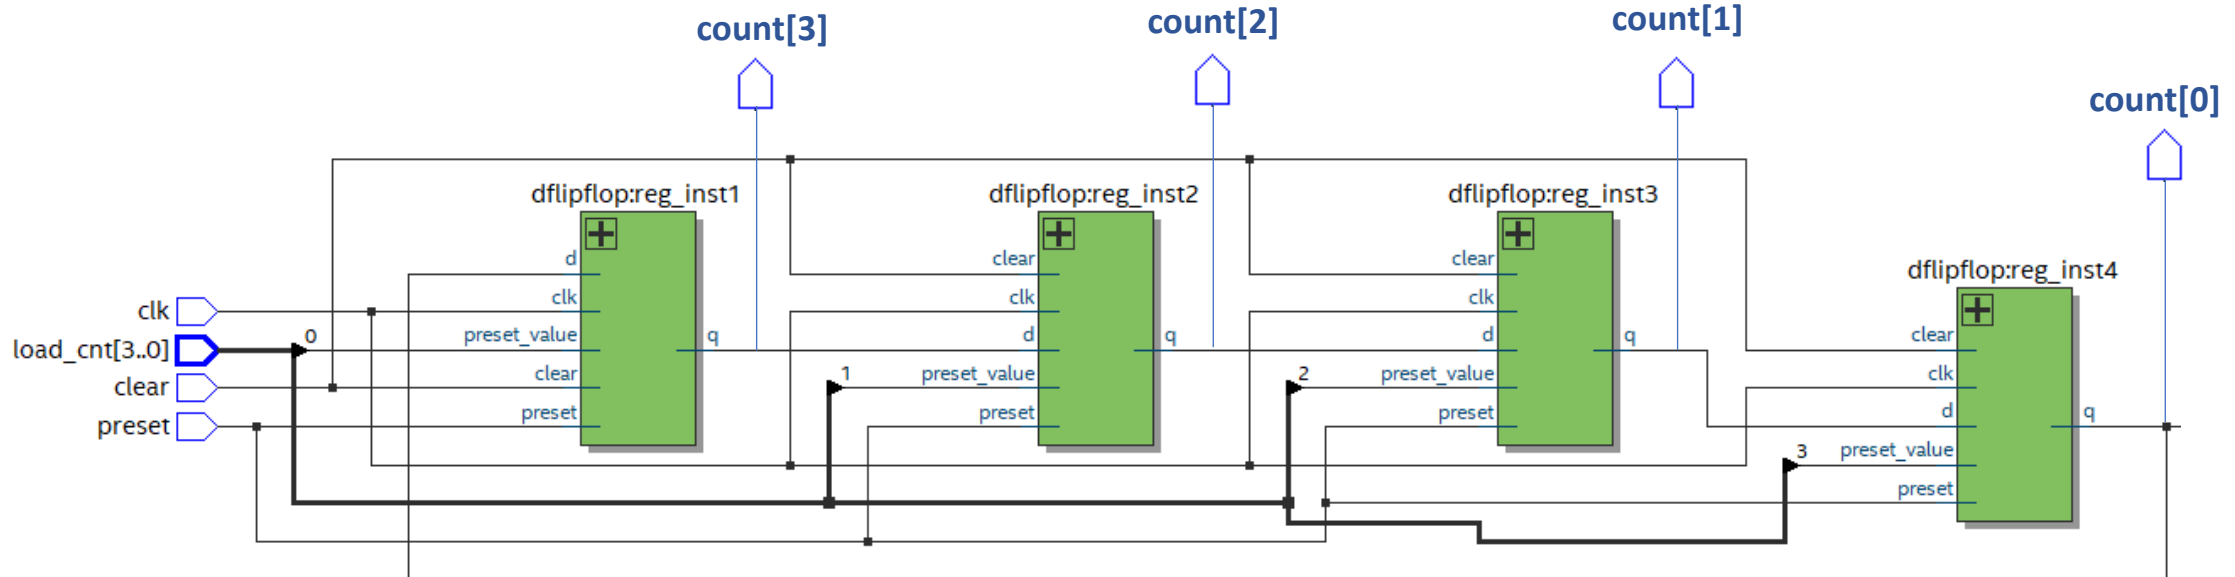 count[3]
count[2]
count[1]
count[0]
dflipflop:reg_inst1
d
clk
preset_value
clear
preset
q
dflipflop:reg_inst2
clear
clk
d
preset_value
preset
q
dflipflop:reg_inst3
clear
clk
d
preset_value
preset
q
dflipflop:reg_inst4
clear
clk
d
preset_value
preset
q
clk
load_cnt[3..0]
clear
preset
0
1
2
3